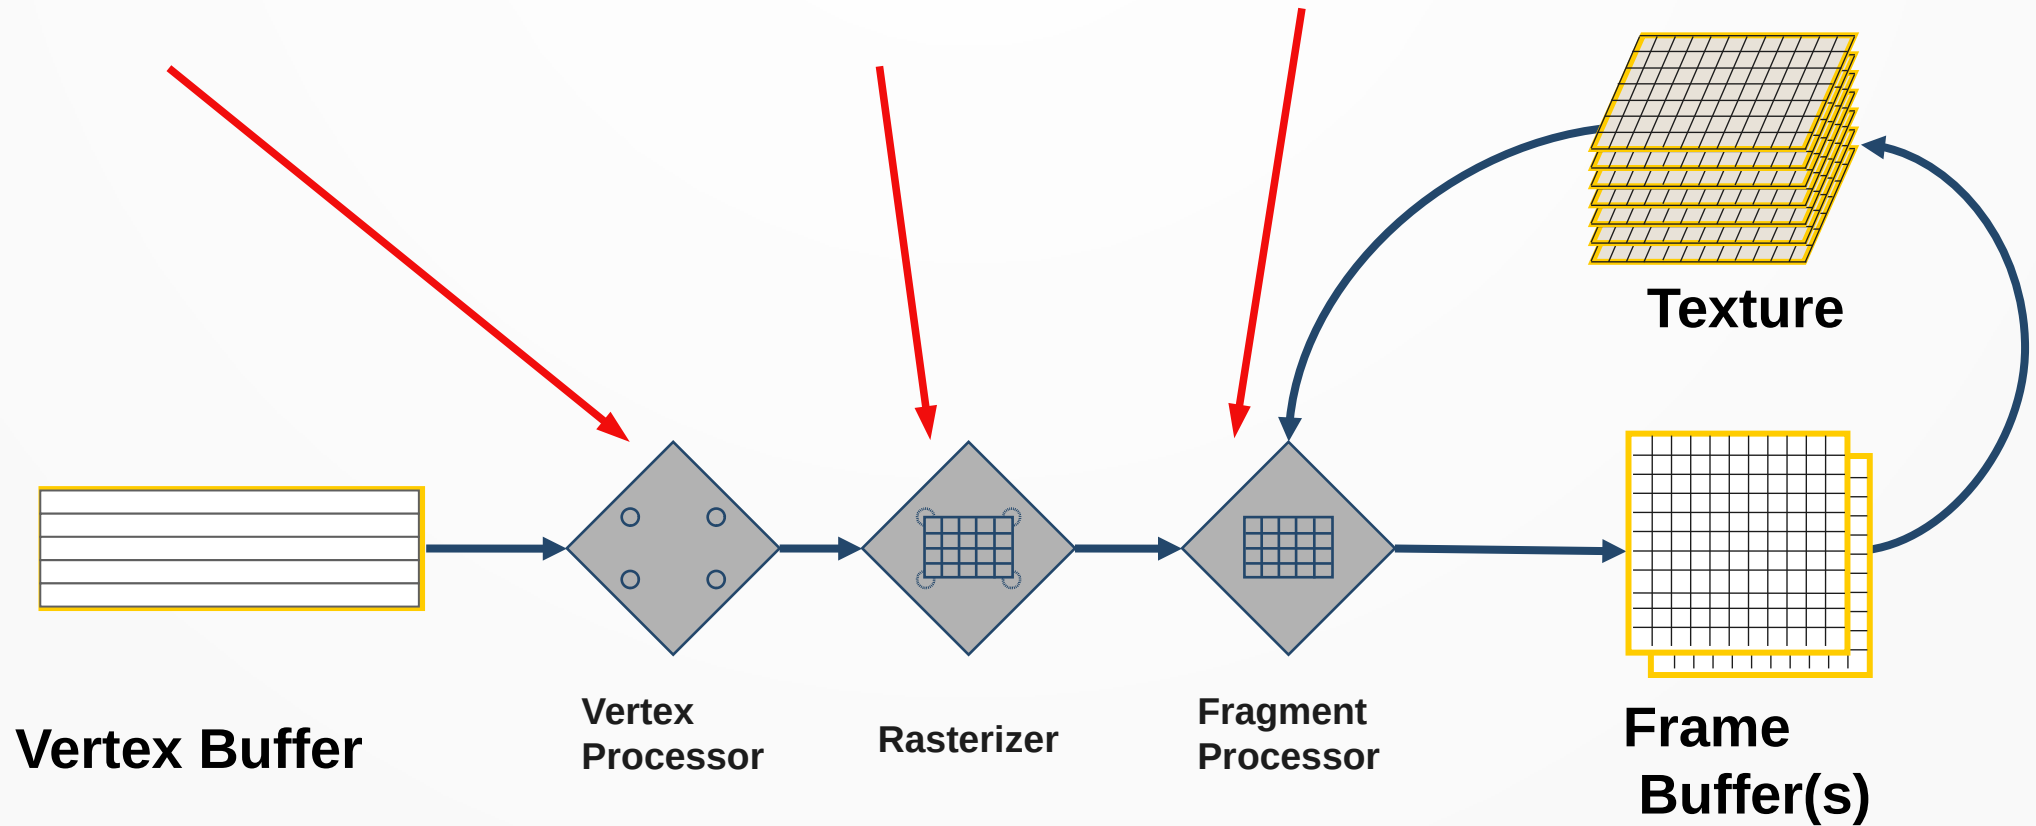 Texture
Vertex Buffer
Vertex
Processor
Rasterizer
Fragment
Processor
Frame
Buffer(s)